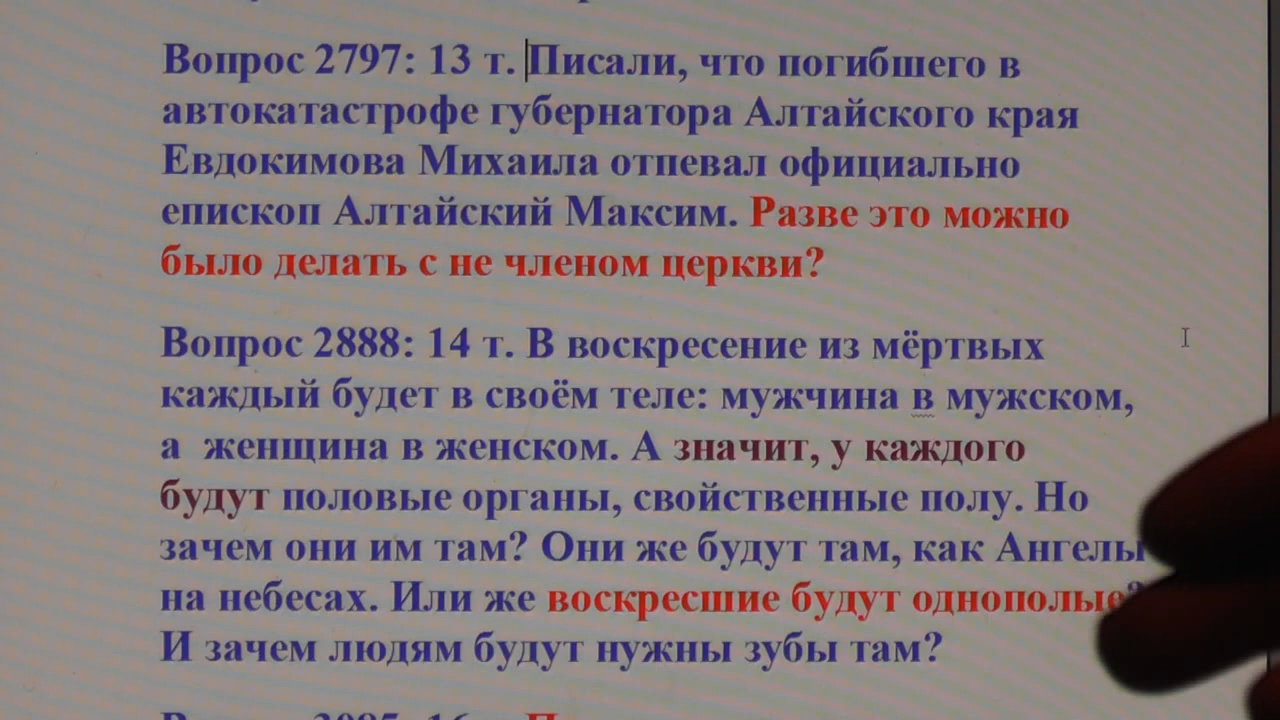 Вопрос 2797: 13 т. Писали, что погибшего в
автокатастрофе губернатора Алтайского края
Евдокимова Михаила отпевал официально
епископ Алтайский Максим. Разве это можно
было делать с не членом церкви?
Вопрос 2888: 14 т. В воскресение из мёртвых
каждый будет в своём теле: мужчина в мужском,
а женщина в женском. А значит, у каждого
будут половые органы, свойственные полу. Но
зачем они им там? Они же будут там, как Ангелы
на небесах. Или же воскресшие будут однополые?
И зачем людям будут нужны зубы там?